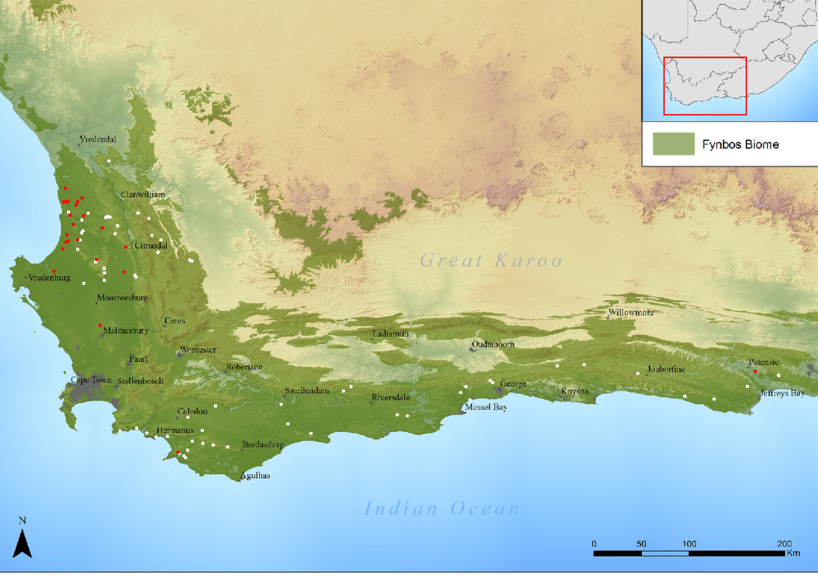 Fynbos Biome
Vredendal
Clanwilliam
Citrusdal
Great Karoo
Vredenburg
Moorreesburg
Willowmore
Ceres
Malmesbury
Ladismith
Oudtshoorn
Worcester
Paarl
Robertson
Joubertina
Patensie
Cape Town
Stellenbosch
Swellendam
George
Knysna
Jeffreys Bay
Riversdale
Mossel Bay
Caledon
Hermanus
Bredasdorp
Agulhas
Indian Ocean
N
0 50 100 200
Km